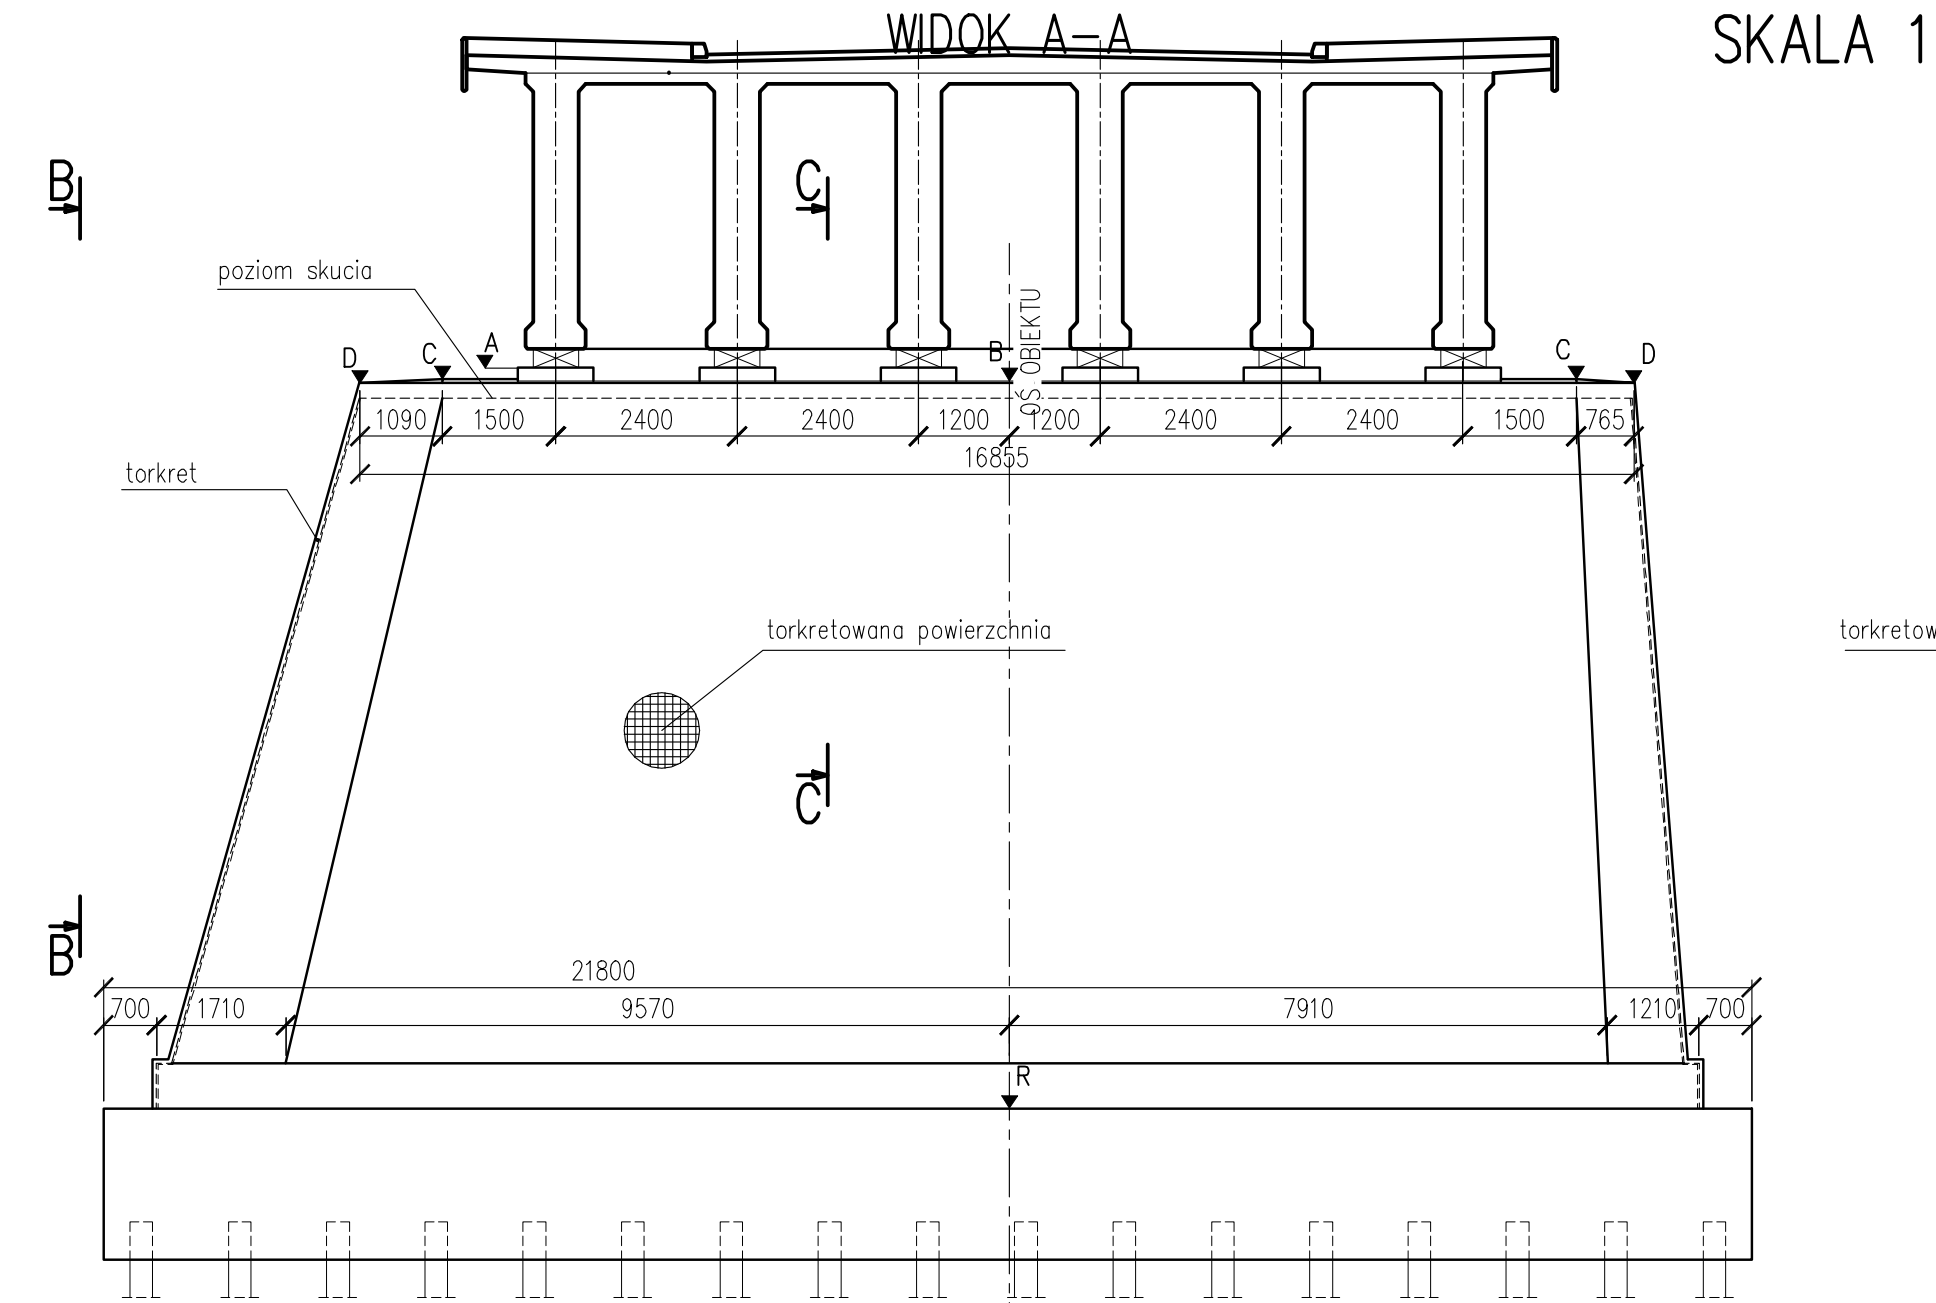 WIDOK A-A
SKALA 1
B
C
poziom skucia
OŚ OBIEKTU
D
C
A
B
C
D
1090
1500
2400
2400
1200
1200
2400
2400
1500
765
16855
torkret
torkretowana powierzchnia
torkretow
C
B
21800
700
1710
9570
7910
1210
700
R